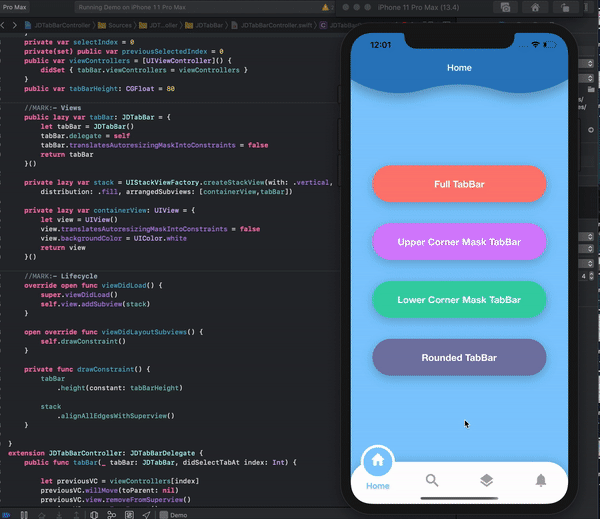 Pro Max
Running Demo on iPhone 11 Pro Max
JDTabBarController
Sources
JDT...oller
JDTabBar
JDTabBarController.swift
private var selectIndex = 0
private(set) public var previousSelectedIndex = 0
public var viewControllers = [UIViewController]() {
didSet { tabBar.viewControllers = viewControllers }
}
public var tabBarHeight: CGFloat = 80
//MARK:- Views
public lazy var tabBar: JDTabBar = {
let tabBar = JDTabBar()
tabBar.delegate = self
tabBar.translatesAutoresizingMaskIntoConstraints = false
return tabBar
}()
private lazy var stack = UIStackViewFactory.createStackView(with: .vertical,
distribution: .fill, arrangedSubviews: [containerView,tabBar])
private lazy var containerView: UIView = {
let view = UIView()
view.translatesAutoresizingMaskIntoConstraints = false
view.backgroundColor = UIColor.white
return view
}()
//MARK:- Lifecycle
override open func viewDidLoad() {
super.viewDidLoad()
self.view.addSubview(stack)
}
open override func viewDidLayoutSubviews() {
self.drawConstraint()
}
private func drawConstraint() {
tabBar
.height(constant: tabBarHeight)
stack
.alignAllEdgesWithSuperview()
}
}
extension JDTabBarController: JDTabBarDelegate {
public func tabBar(_ tabBar: JDTabBar, didSelectTabAt index: Int) {
let previousVC = viewControllers[index]
previousVC.willMove(toParent: nil)
previousVC.view.removeFromSuperview()
Demo
iPhone 11 Pro Max (13.4)
12:01
Home
Full TabBar
Upper Corner Mask TabBar
Lower Corner Mask TabBar
Rounded TabBar
Home
4